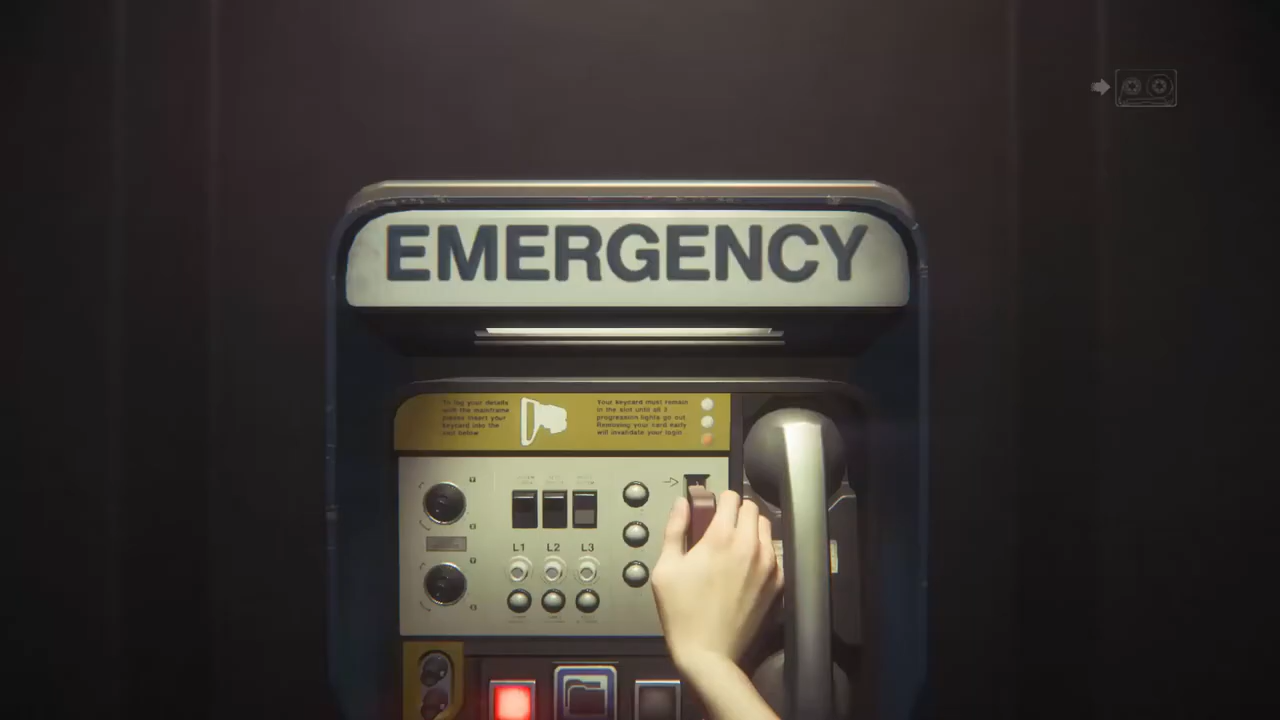 EMERGENCY
To log your details
with the mainframe
please insert your
keycard into the
slot below
Your keycard must remain
in the slot until all 3
progression lights go out.
Removing your card early
will invalidate your login
L1 L2 L3